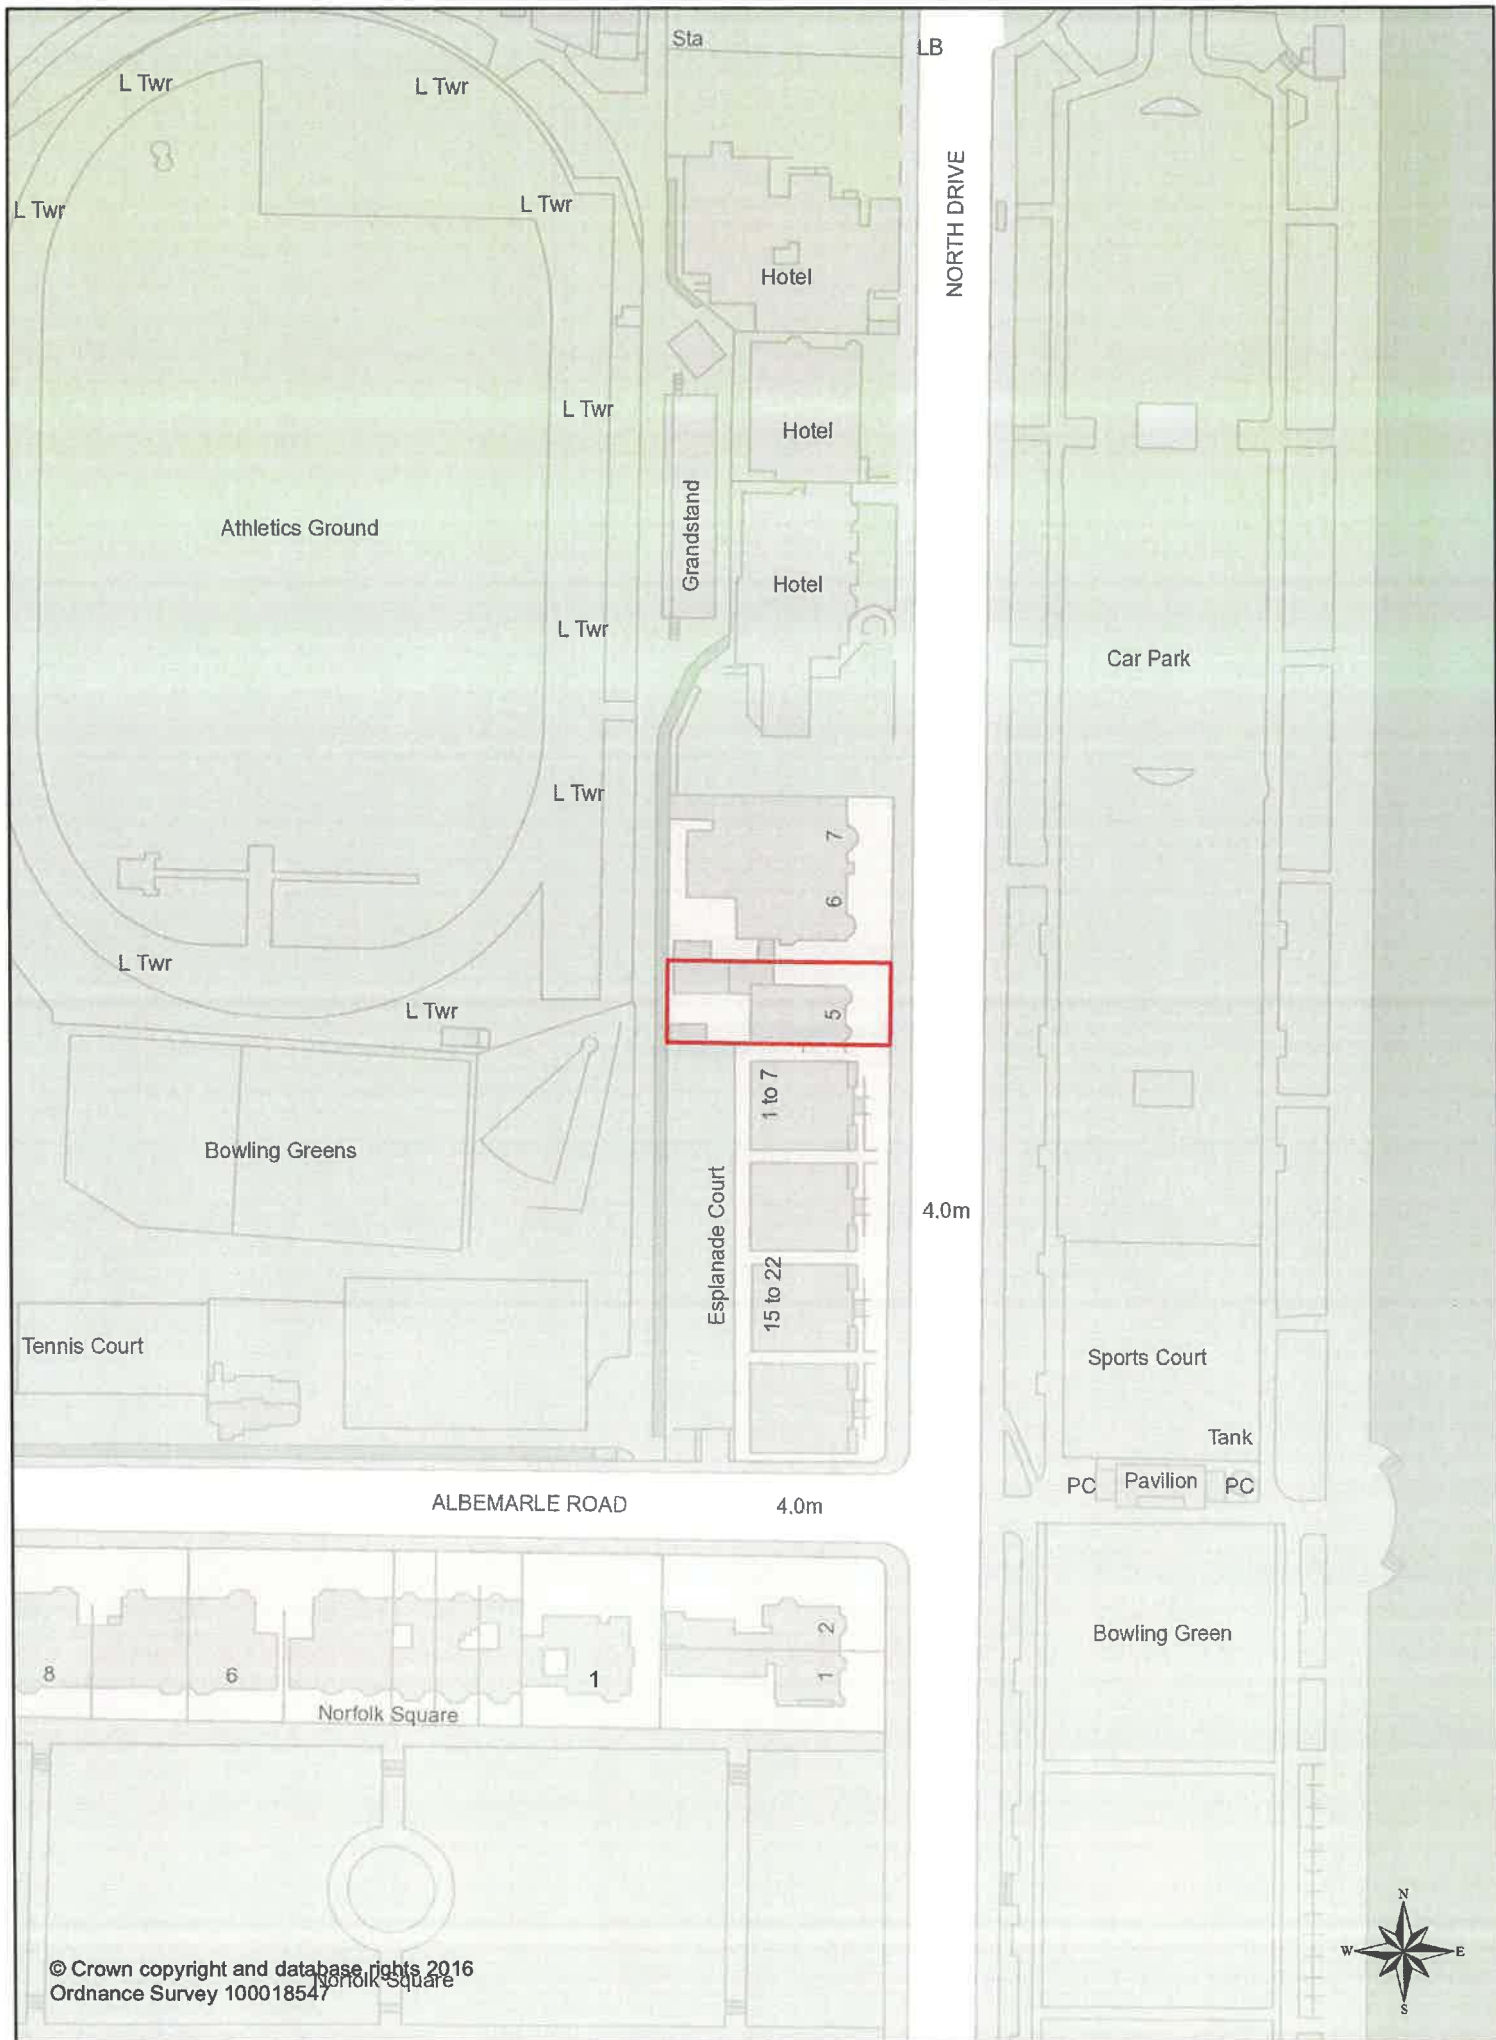 Sta
LB
L Twr
L Twr
NORTH DRIVE
L Twr
L Twr
Hotel
L Twr
Hotel
Grandstand
Athletics Ground
Hotel
L Twr
Car Park
L Twr
7
6
L Twr
L Twr
5
1 to 7
Bowling Greens
Esplanade Court
4.0m
15 to 22
Tennis Court
Sports Court
Tank
PC
Pavilion
PC
ALBEMARLE ROAD
4.0m
2
Bowling Green
8
6
1
1
Norfolk Square
N
W
E
S
© Crown copyright and database rights 2016
Norfolk Square
Ordnance Survey 100018547